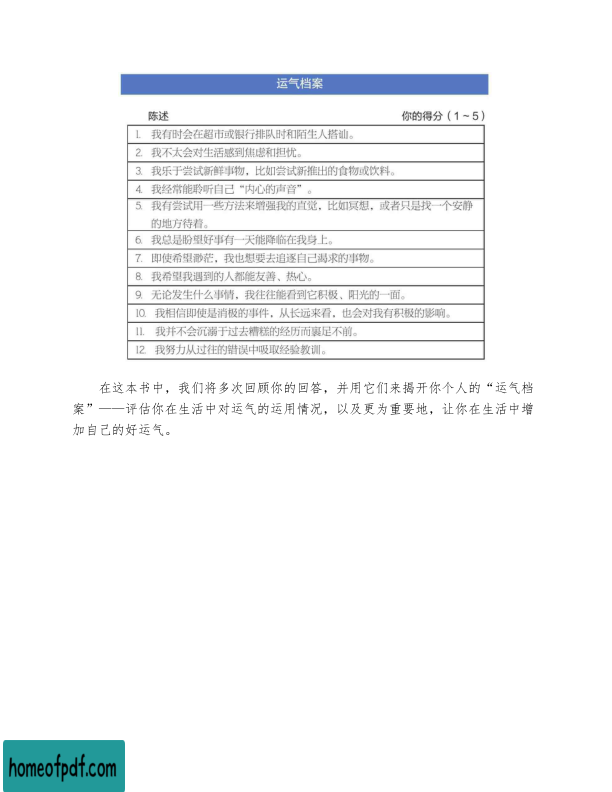 运气档案
陈述 你的得分（1～5）
1. 我有时会在超市或银行排队时和陌生人搭讪。
2. 我不太会对生活感到焦虑和担忧。
3. 我乐于尝试新鲜事物，比如尝试新推出的食物或饮料。
4. 我经常能聆听自己“内心的声音”。
5. 我有尝试用一些方法来增强我的直觉，比如冥想，或者只是找一个安静
的地方待着。
6. 我总是盼望好事有一天能降临在我身上。
7. 即使希望渺茫，我也想要去追逐自己渴求的事物。
8. 我希望我遇到的人都能友善、热心。
9. 无论发生什么事情，我往往能看到它积极、阳光的一面。
10. 我相信即使是消极的事件，从长远来看，也会对我有积极的影响。
11. 我并不会沉溺于过去糟糕的经历而裹足不前。
12. 我努力从过往的错误中吸取经验教训。
在这本书中，我们将多次回顾你的回答，并用它们来揭开你个人的“运气档
案”——评估你在生活中对运气的运用情况，以及更为重要地，让你在生活中增
加自己的好运气。
homeofpdf.com